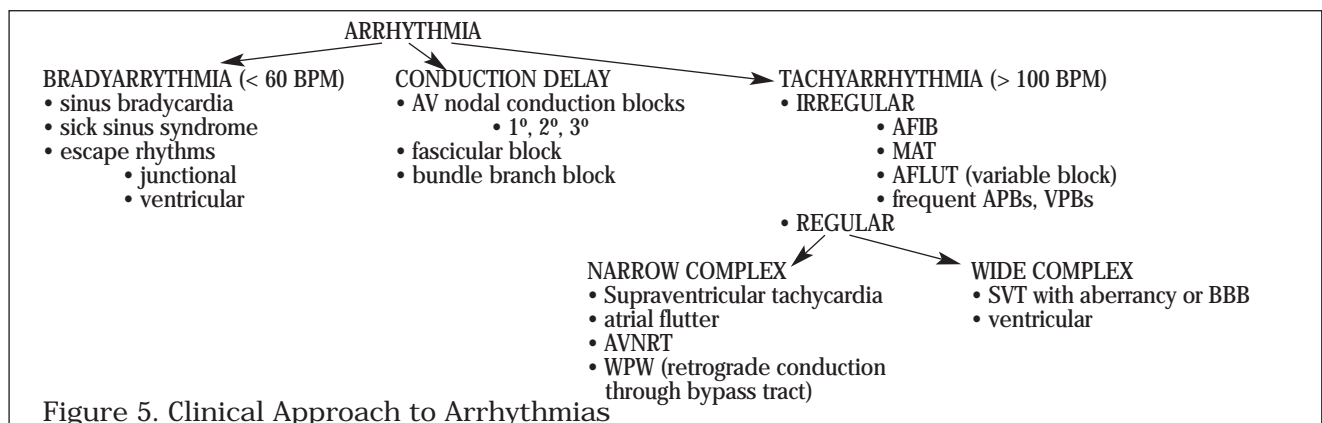 ARRHYTHMIA
BRADYARRYTHMIA (< 60 BPM)
• sinus bradycardia
• sick sinus syndrome
• escape rhythms
• junctional
• ventricular
CONDUCTION DELAY
• AV nodal conduction blocks
• 1º, 2º, 3º
• fascicular block
• bundle branch block
TACHYARRHYTHMIA (> 100 BPM)
• IRREGULAR
• AFIB
• MAT
• AFLUT (variable block)
• frequent APBs, VPBs
• REGULAR
NARROW COMPLEX
• Supraventricular tachycardia
• atrial flutter
• AVNRT
• WPW (retrograde conduction
through bypass tract)
WIDE COMPLEX
• SVT with aberrancy or BBB
• ventricular
Figure 5. Clinical Approach to Arrhythmias